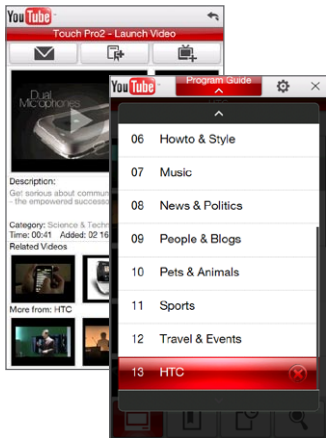 YouTube
Touch Pro2 - Launch Video
Dual
Microphones
Description:
Get serious about commun
- the empowered successo
Category: Science & Techn
Time: 00:41 Added: 02 16
Related Videos
More from: HTC
YouTube
Program Guide
06 Howto & Style
07 Music
08 News & Politics
09 People & Blogs
10 Pets & Animals
11 Sports
12 Travel & Events
13 HTC